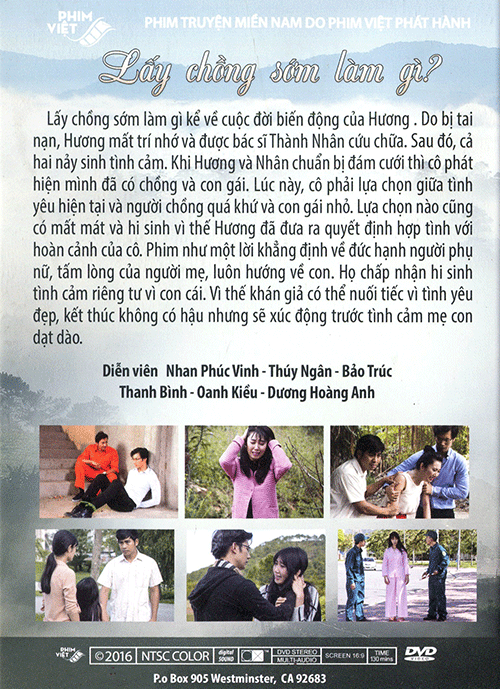 PHIM
VIỆT
PHIM TRUYỆN MIỀN NAM DO PHIM VIỆT PHÁT HÀNH
Lấy chồng sớm làm gì?
Lấy chồng sớm làm gì kể về cuộc đời biến động của Hương . Do bị tai
nạn, Hương mất trí nhớ và được bác sĩ Thành Nhân cứu chữa. Sau đó, cả
hai nảy sinh tình cảm. Khi Hương và Nhân chuẩn bị đám cưới thì cô phát
hiện mình đã có chồng và con gái. Lúc này, cô phải lựa chọn giữa tình
yêu hiện tại và người chồng quá khứ và con gái nhỏ. Lựa chọn nào cũng
có mất mát và hi sinh vì thế Hương đã đưa ra quyết định hợp tình với
hoàn cảnh của cô. Phim như một lời khẳng định về đức hạnh người phụ
nữ, tấm lòng của người mẹ, luôn hướng về con. Họ chấp nhận hi sinh
tình cảm riêng tư vì con cái. Vì thế khán giả có thể nuối tiếc vì tình yêu
đẹp, kết thúc không có hậu nhưng sẽ xúc động trước tình cảm mẹ con
dạt dào.
Diễn viên Nhan Phúc Vinh - Thúy Ngân - Bảo Trúc
Thanh Bình - Oanh Kiều - Dương Hoàng Anh
PHIM
VIỆT
©2016
NTSC COLOR
digital
SOUND
DVD STEREO
MULTI-AUDIO
SCREEN 16:9
TIME
130 mins
DVD
VIDEO
P.o Box 905 Westminster, CA 92683